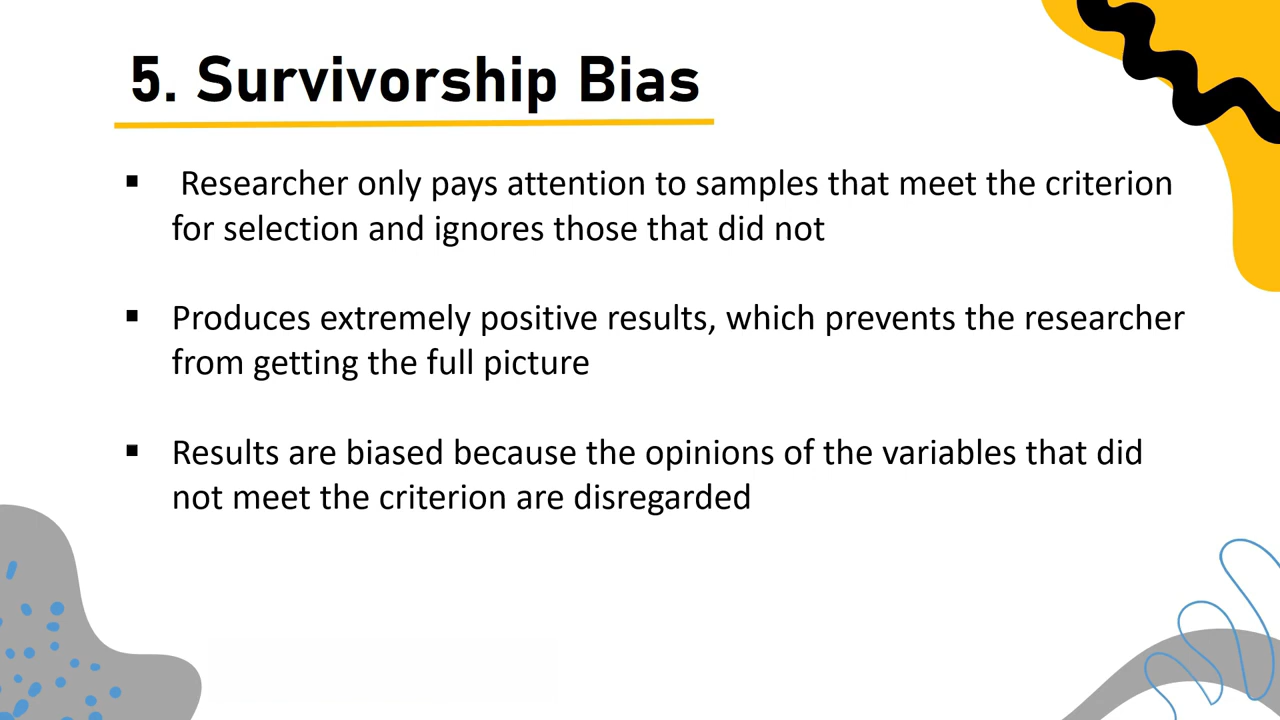 5. Survivorship Bias
▪ Researcher only pays attention to samples that meet the criterion
for selection and ignores those that did not
▪ Produces extremely positive results, which prevents the researcher
from getting the full picture
▪ Results are biased because the opinions of the variables that did
not meet the criterion are disregarded